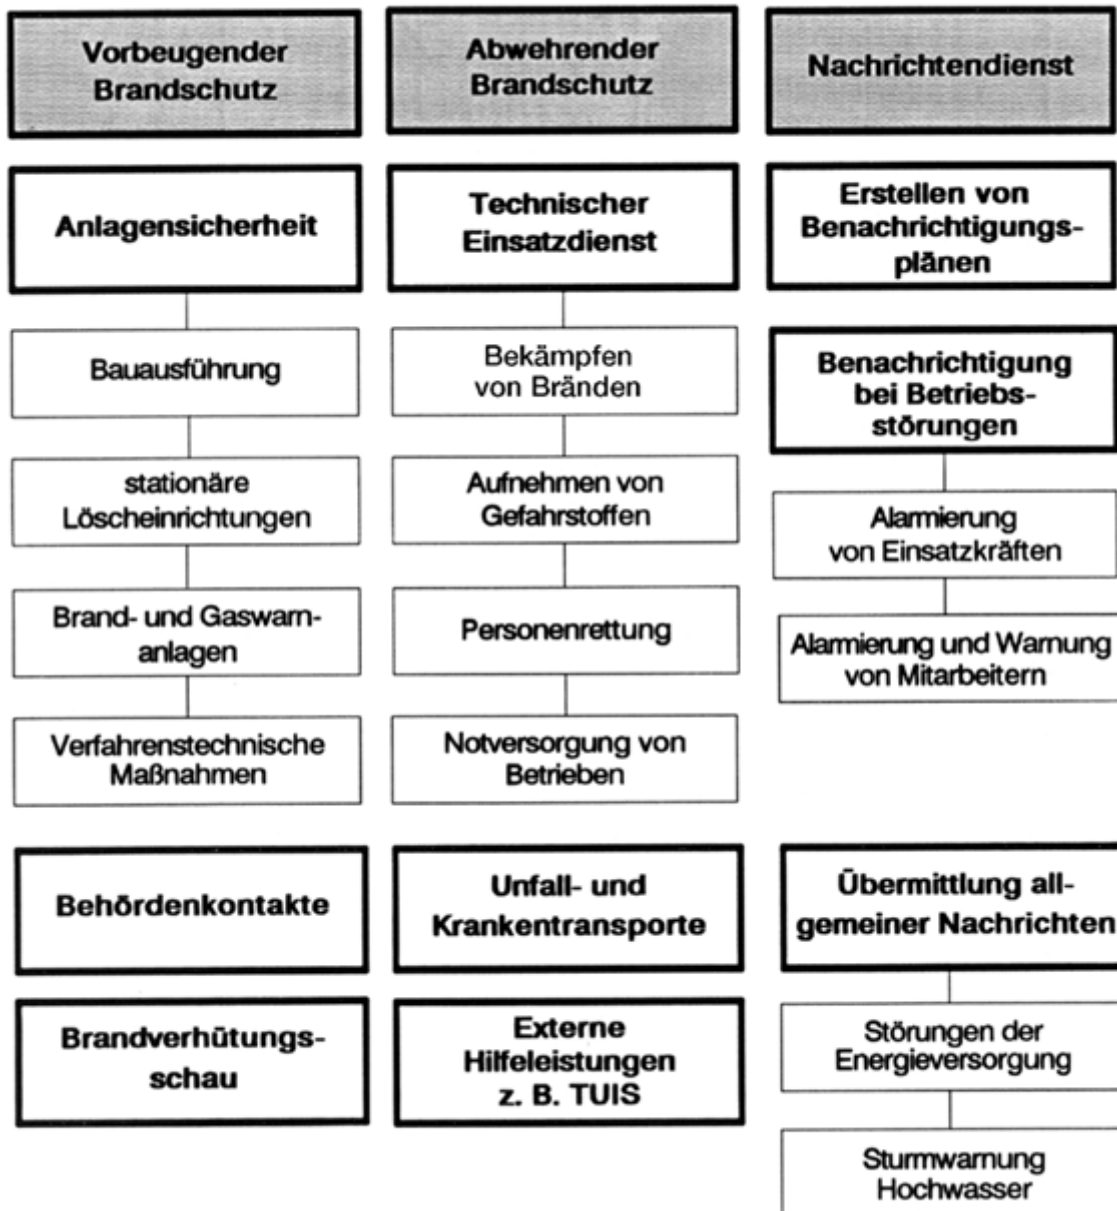 Vorbeugender
Brandschutz
Anlagensicherheit
Bauausführung
stationäre
Löscheinrichtungen
Brand- und Gaswarn-
anlagen
Verfahrenstechnische
Maßnahmen
Behördenkontakte
Brandverhütungs-
schau
Abwehrender
Brandschutz
Technischer
Einsatzdienst
Bekämpfen
von Bränden
Aufnehmen von
Gefahrstoffen
Personenrettung
Notversorgung von
Betrieben
Unfall- und
Krankentransporte
Externe
Hilfeleistungen
z. B. TUIS
Nachrichtendienst
Erstellen von
Benachrichtigungs-
plänen
Benachrichtigung
bei Betriebs-
störungen
Alarmierung
von Einsatzkräften
Alarmierung und Warnung
von Mitarbeitern
Übermittlung all-
gemeiner Nachrichten
Störungen der
Energieversorgung
Sturmwarnung
Hochwasser